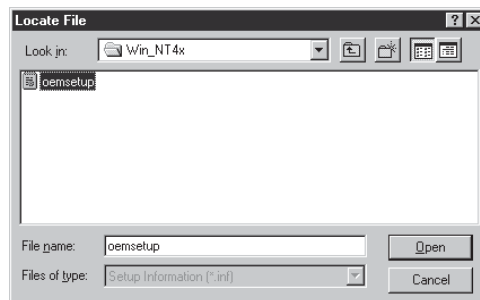 Locate File
Look in: Win_NT4x
oemsetup
File name: oemsetup Open
Files of type: Setup Information (*.inf) Cancel